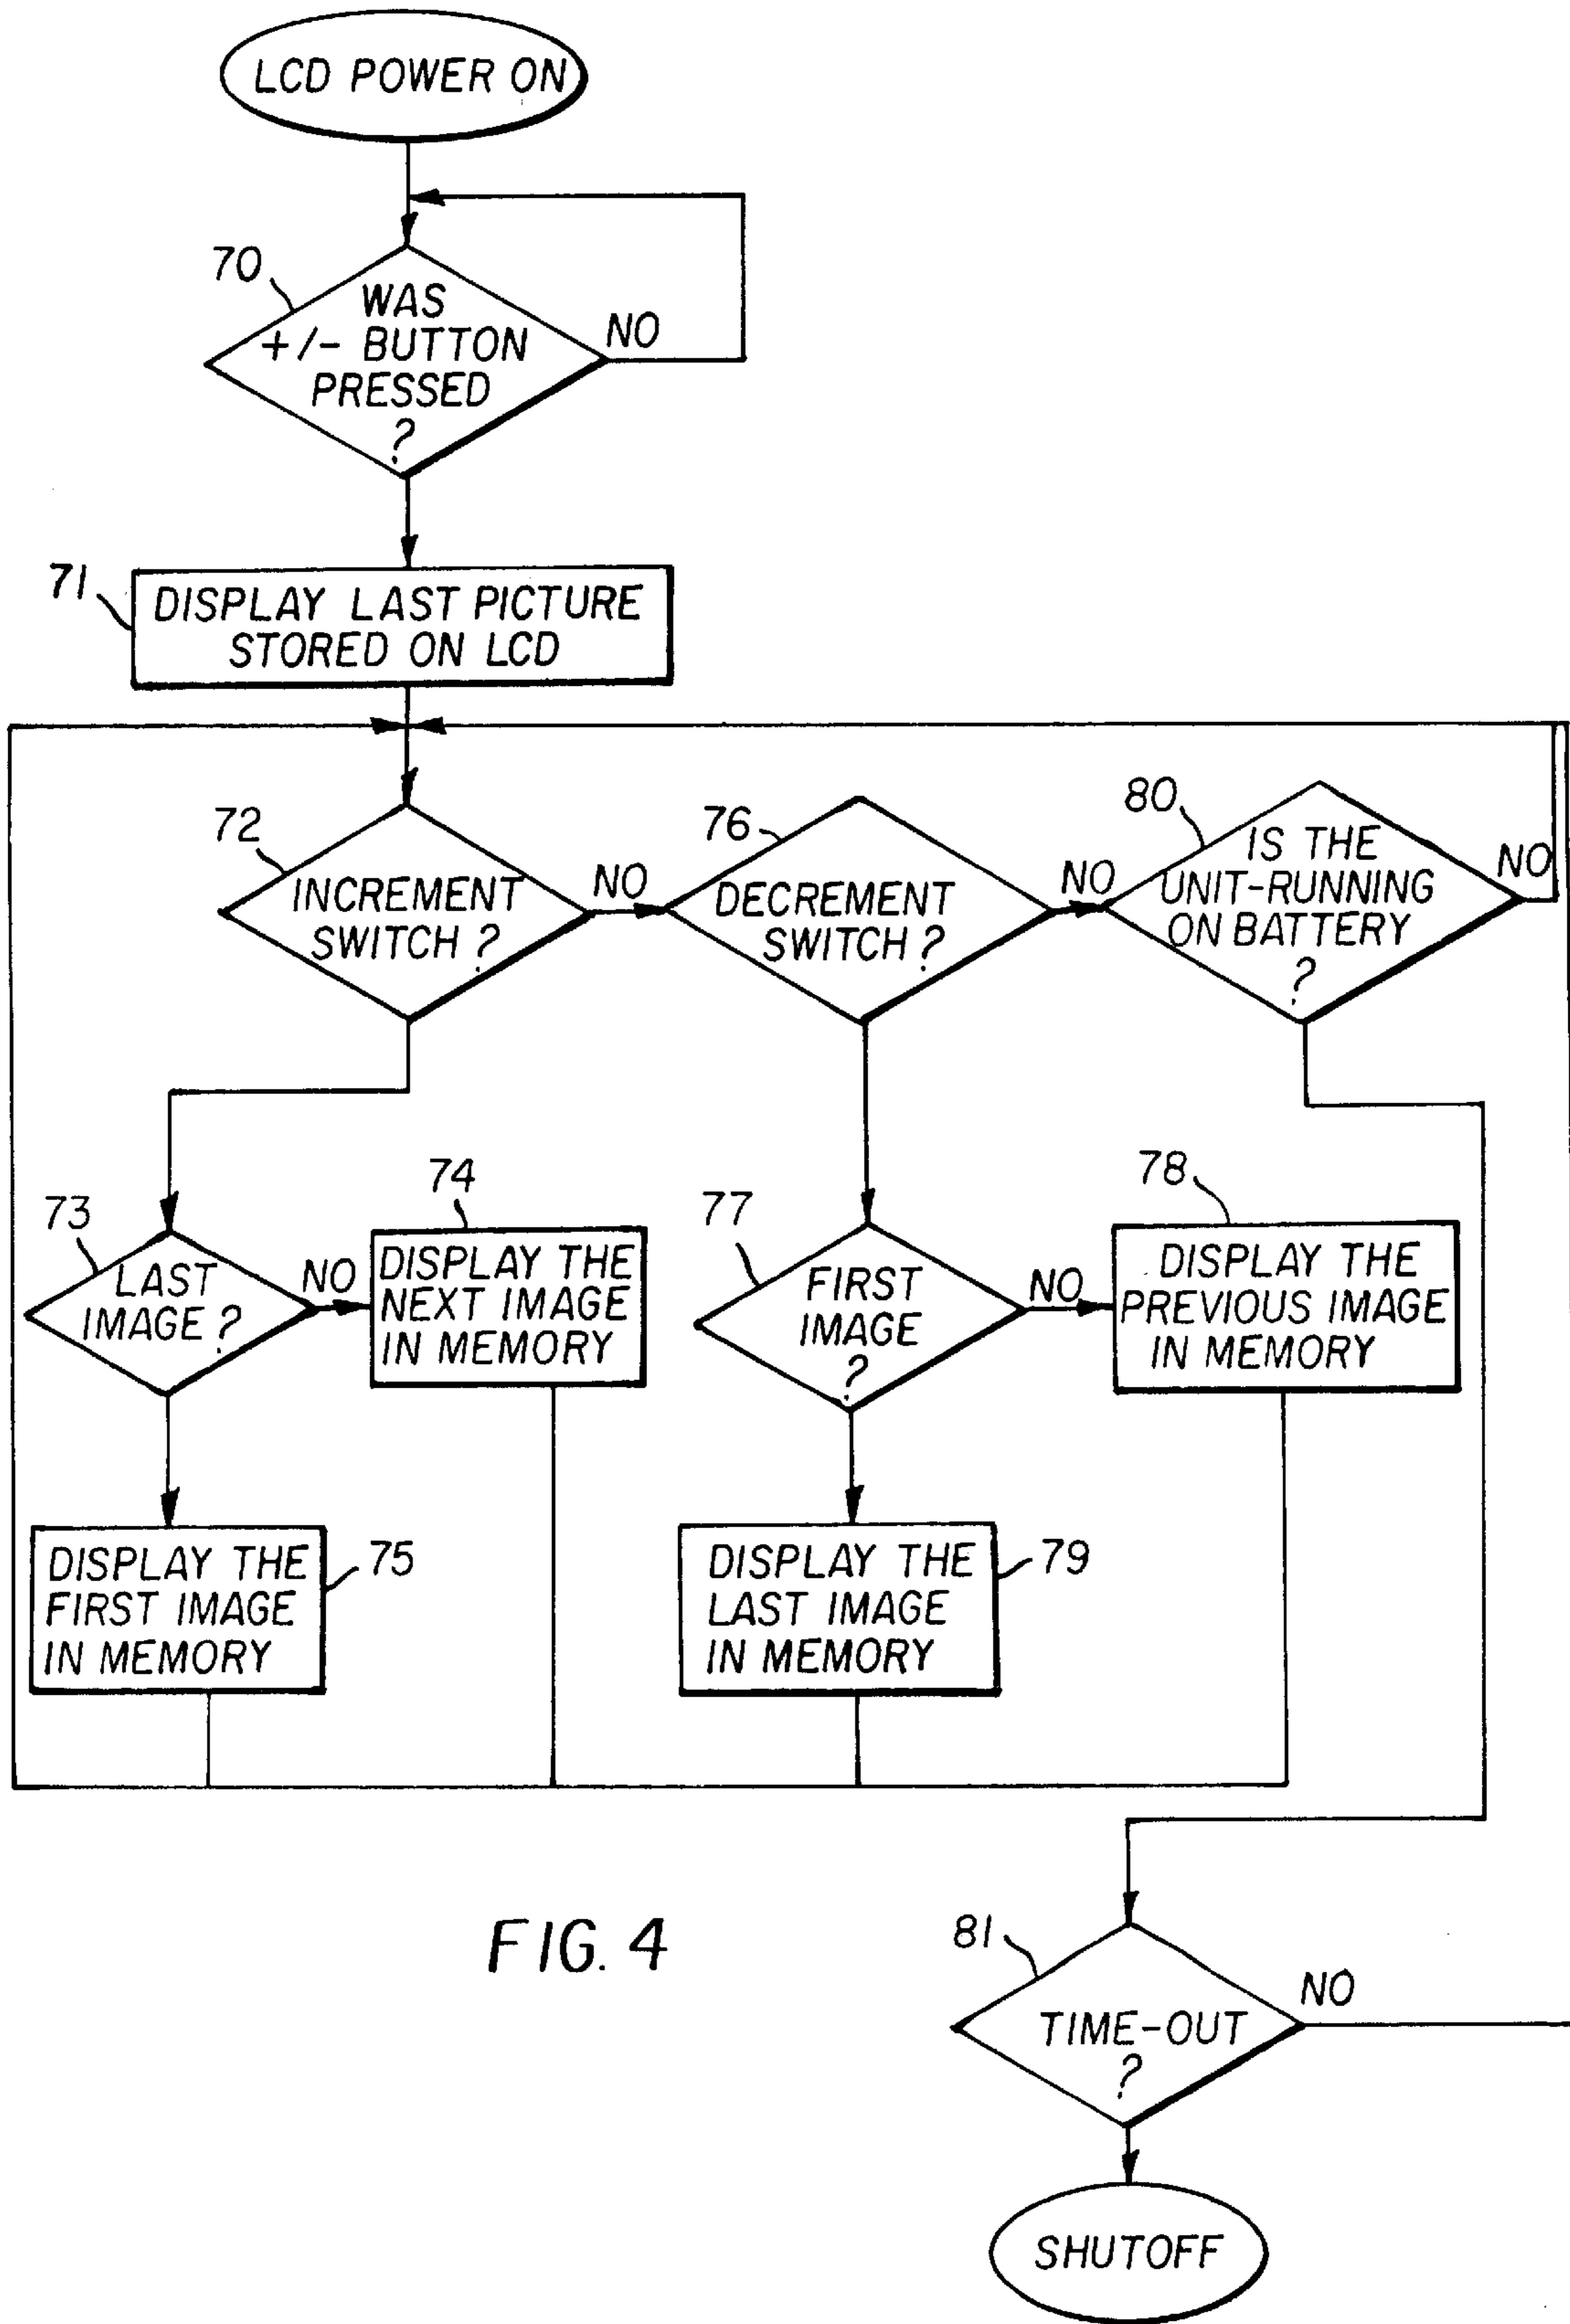 LCD POWER ON
70
WAS
+/- BUTTON
PRESSED
?
NO
71
DISPLAY LAST PICTURE
STORED ON LCD
72
INCREMENT
SWITCH ?
NO
76
DECREMENT
SWITCH ?
NO
80
IS THE
UNIT-RUNNING
ON BATTERY
?
NO
73
LAST
IMAGE ?
NO
74
DISPLAY THE
NEXT IMAGE
IN MEMORY
77
FIRST
IMAGE
?
NO
78
DISPLAY THE
PREVIOUS IMAGE
IN MEMORY
DISPLAY THE
FIRST IMAGE
IN MEMORY
75
DISPLAY THE
LAST IMAGE
IN MEMORY
79
FIG. 4
81
TIME-OUT
?
NO
SHUTOFF